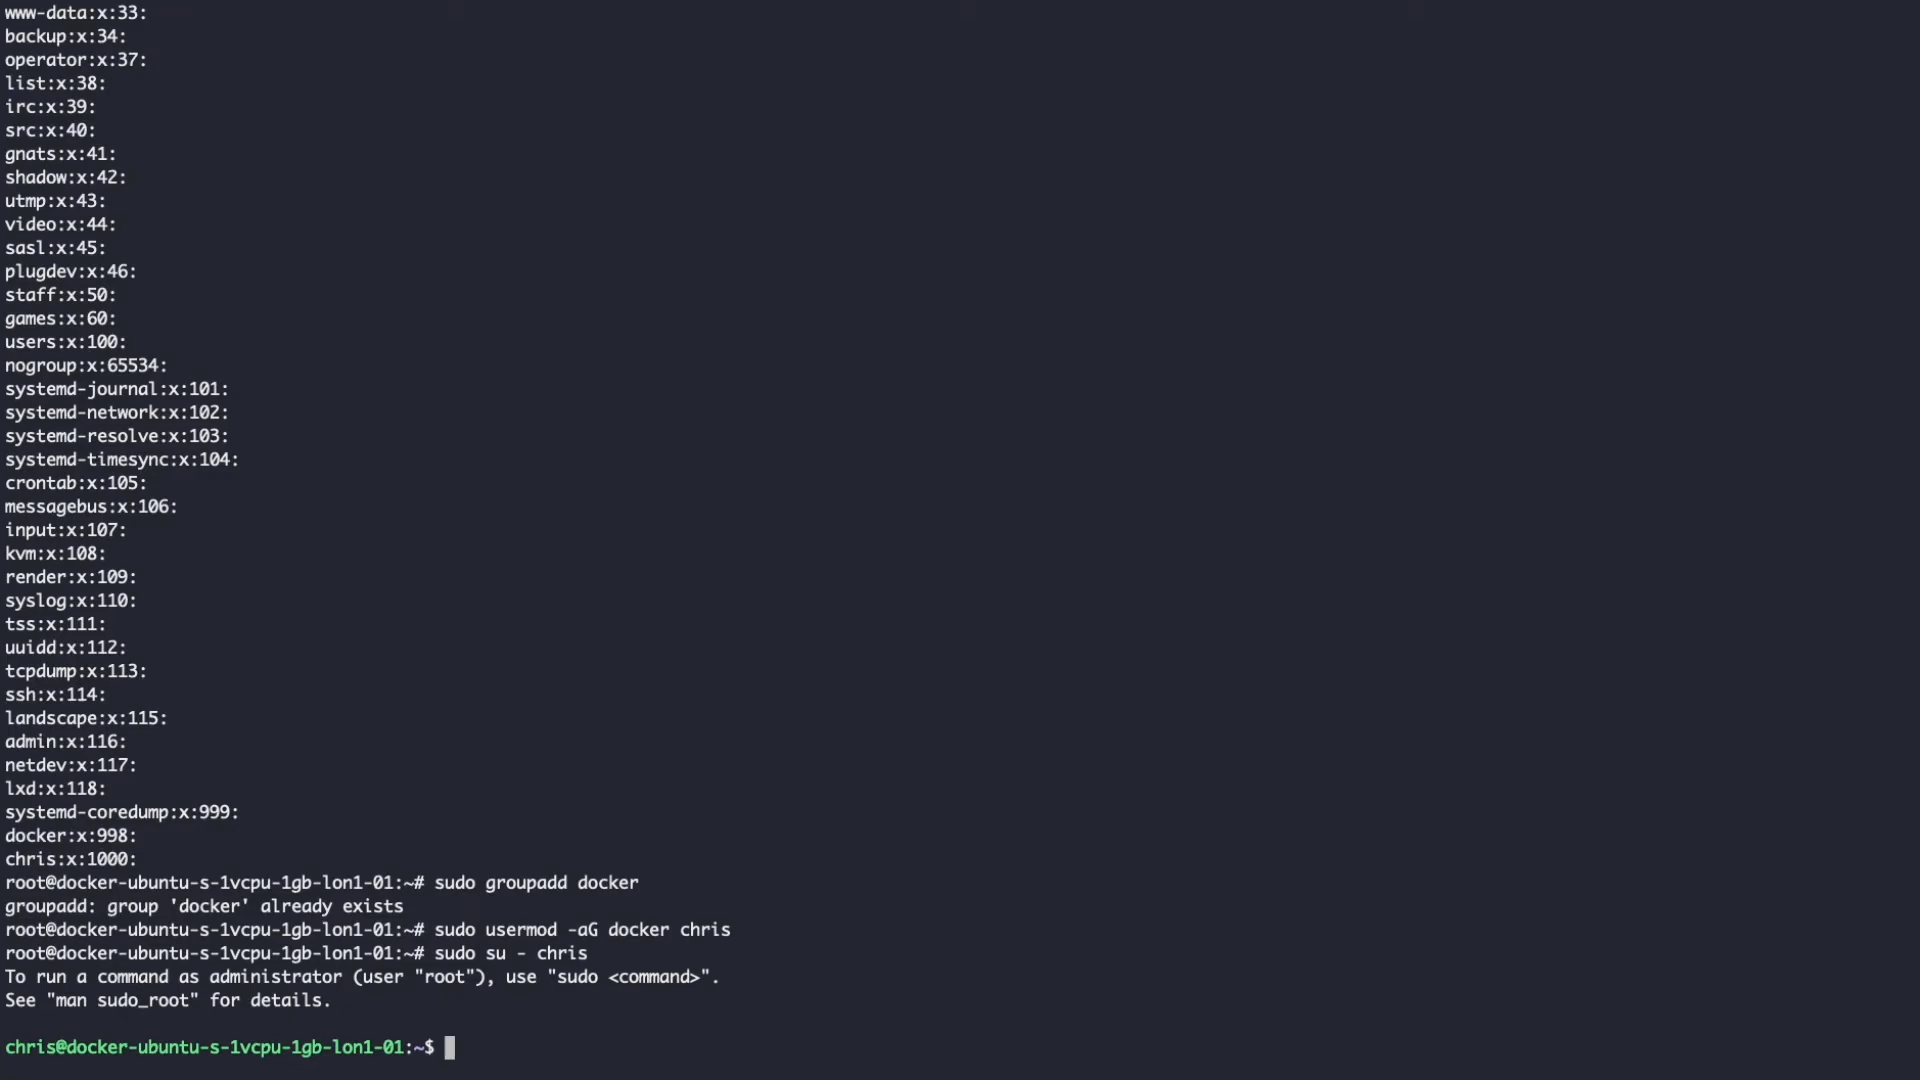 www-data:x:33:
backup:x:34:
operator:x:37:
list:x:38:
irc:x:39:
src:x:40:
gnats:x:41:
shadow:x:42:
utmp:x:43:
video:x:44:
sasl:x:45:
plugdev:x:46:
staff:x:50:
games:x:60:
users:x:100:
nogroup:x:65534:
systemd-journal:x:101:
systemd-network:x:102:
systemd-resolve:x:103:
systemd-timesync:x:104:
crontab:x:105:
messagebus:x:106:
input:x:107:
kvm:x:108:
render:x:109:
syslog:x:110:
tss:x:111:
uuidd:x:112:
tcpdump:x:113:
ssh:x:114:
landscape:x:115:
admin:x:116:
netdev:x:117:
lxd:x:118:
systemd-coredump:x:999:
docker:x:998:
chris:x:1000:
root@docker-ubuntu-s-1vcpu-1gb-lon1-01:~# sudo groupadd docker
groupadd: group 'docker' already exists
root@docker-ubuntu-s-1vcpu-1gb-lon1-01:~# sudo usermod -aG docker chris
root@docker-ubuntu-s-1vcpu-1gb-lon1-01:~# sudo su - chris
To run a command as administrator (user "root"), use "sudo <command>".
See "man sudo_root" for details.
chris@docker-ubuntu-s-1vcpu-1gb-lon1-01:~$